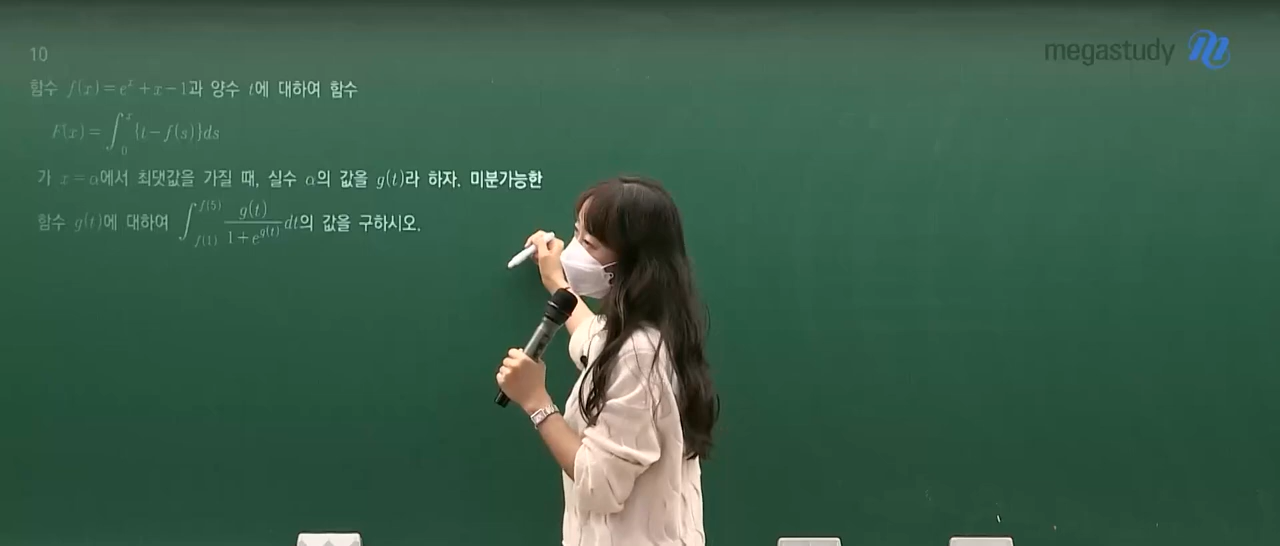 megastudy
10
함수 f(x)=e^x+x-1과 양수 t에 대하여 함수
F(x)=∫_0^x {t-f(s)}ds
가 x=α에서 최댓값을 가질 때, 실수 α의 값을 g(t)라 하자. 미분가능한
함수 g(t)에 대하여 ∫_{f(1)}^{f(5)} g(t)/(1+e^{g(t)}) dt의 값을 구하시오.